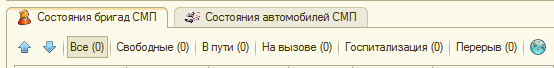 Состояния бригад СМП Состояния автомобилей СМП
Все (0) Свободные (0) В пути (0) На вызове (0) Госпитализация (0) Перерыв (0)